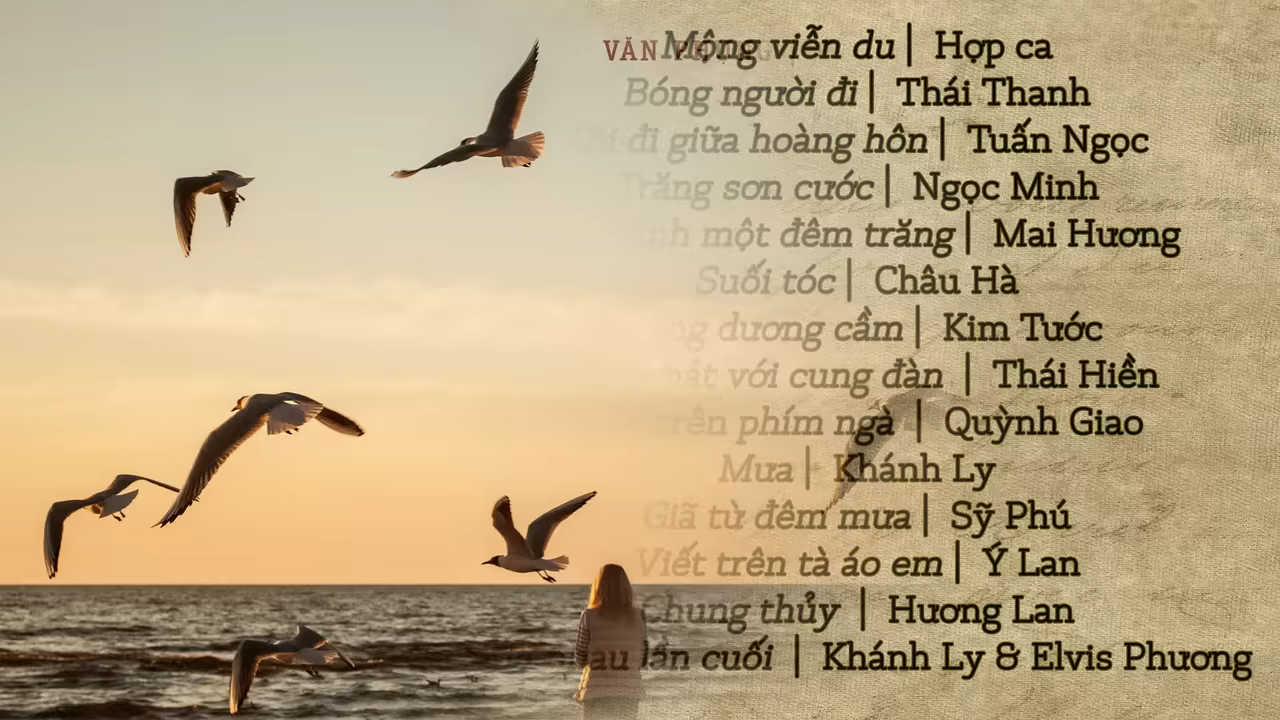 VĂN
Mộng viễn du | Hợp ca
Bóng người đi | Thái Thanh
đi giữa hoàng hôn | Tuấn Ngọc
Trăng sơn cước | Ngọc Minh
một đêm trăng | Mai Hương
Suối tóc | Châu Hà
dương cầm | Kim Tước
với cung đàn | Thái Hiền
trên phím ngà | Quỳnh Giao
Mưa | Khánh Ly
Giã từ đêm mưa | Sỹ Phú
Viết trên tà áo em | Ý Lan
Chung thủy | Hương Lan
lần cuối | Khánh Ly & Elvis Phương